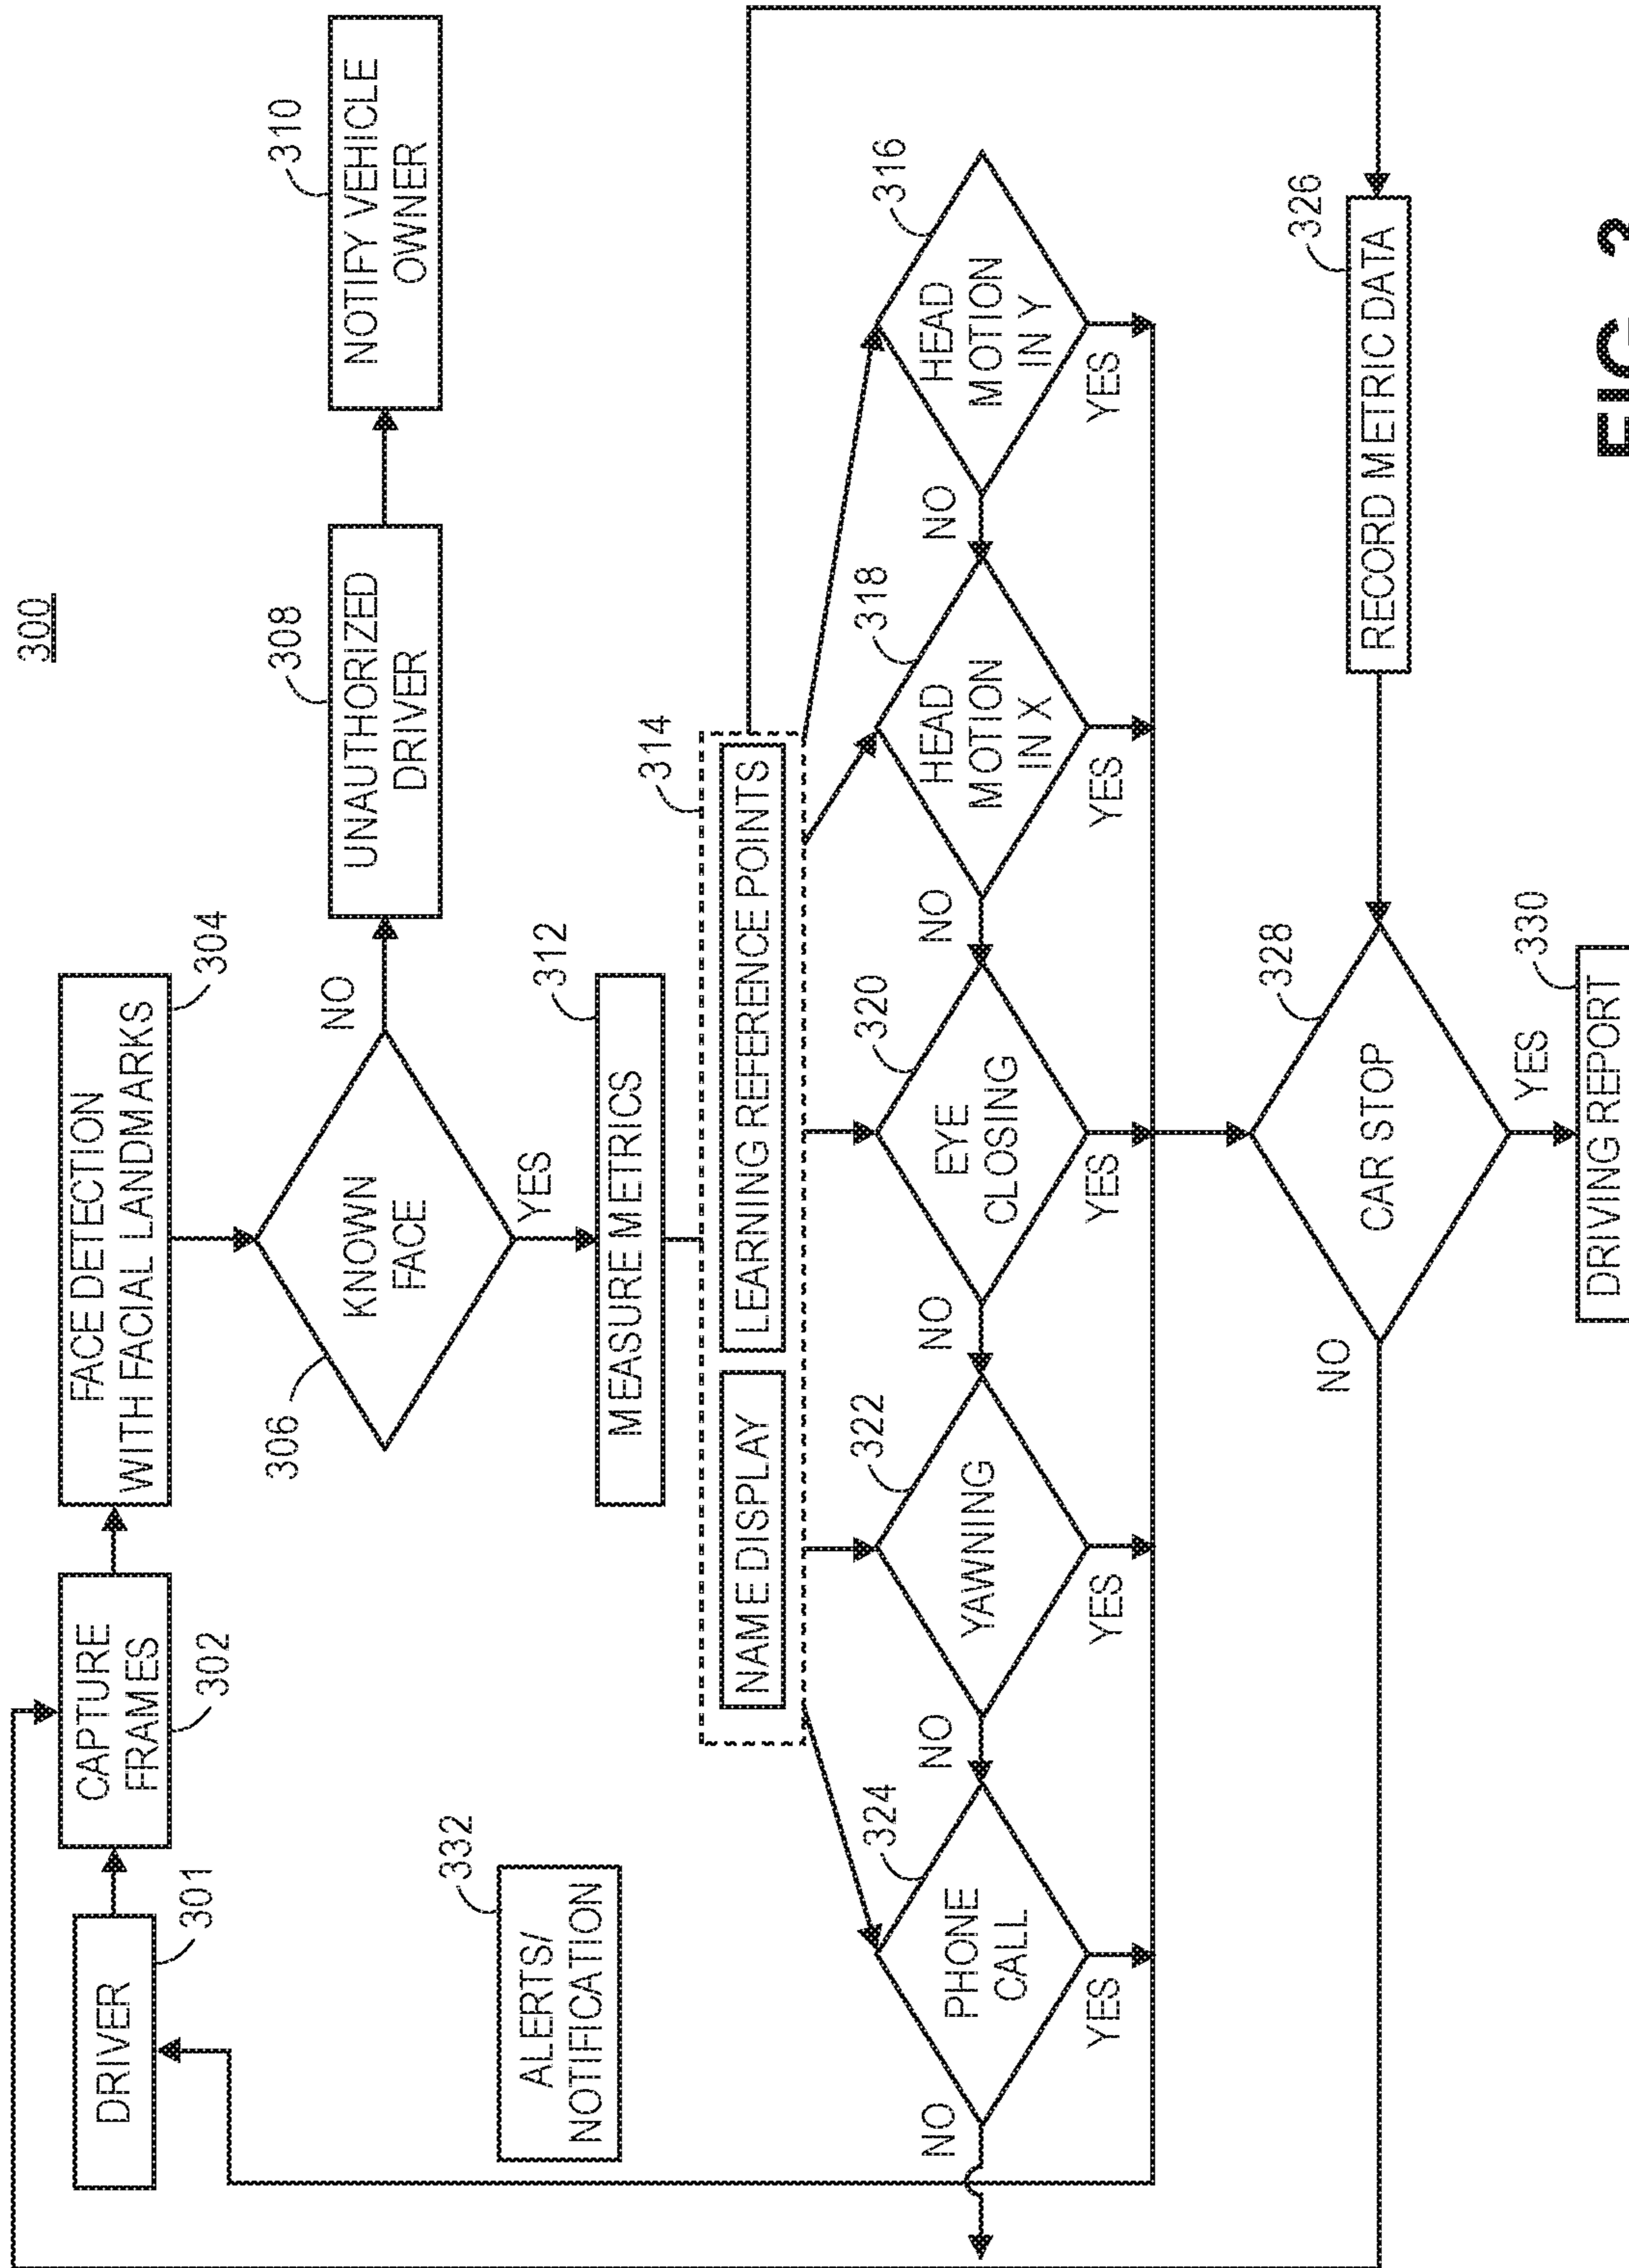 300
DRIVER
301
CAPTURE
FRAMES
302
FACE DETECTION
WITH FACIAL LANDMARKS
304
306
KNOWN
FACE
NO
YES
UNAUTHORIZED
DRIVER
308
NOTIFY VEHICLE
OWNER
310
ALERTS/
NOTIFICATION
332
MEASURE METRICS
312
314
NAME DISPLAY
LEARNING REFERENCE POINTS
NO
PHONE
CALL
324
YES
NO
YAWNING
322
YES
NO
EYE
CLOSING
320
YES
NO
HEAD
MOTION
IN X
318
YES
NO
HEAD
MOTION
IN Y
316
YES
NO
CAR STOP
328
YES
RECORD METRIC DATA
326
DRIVING REPORT
330